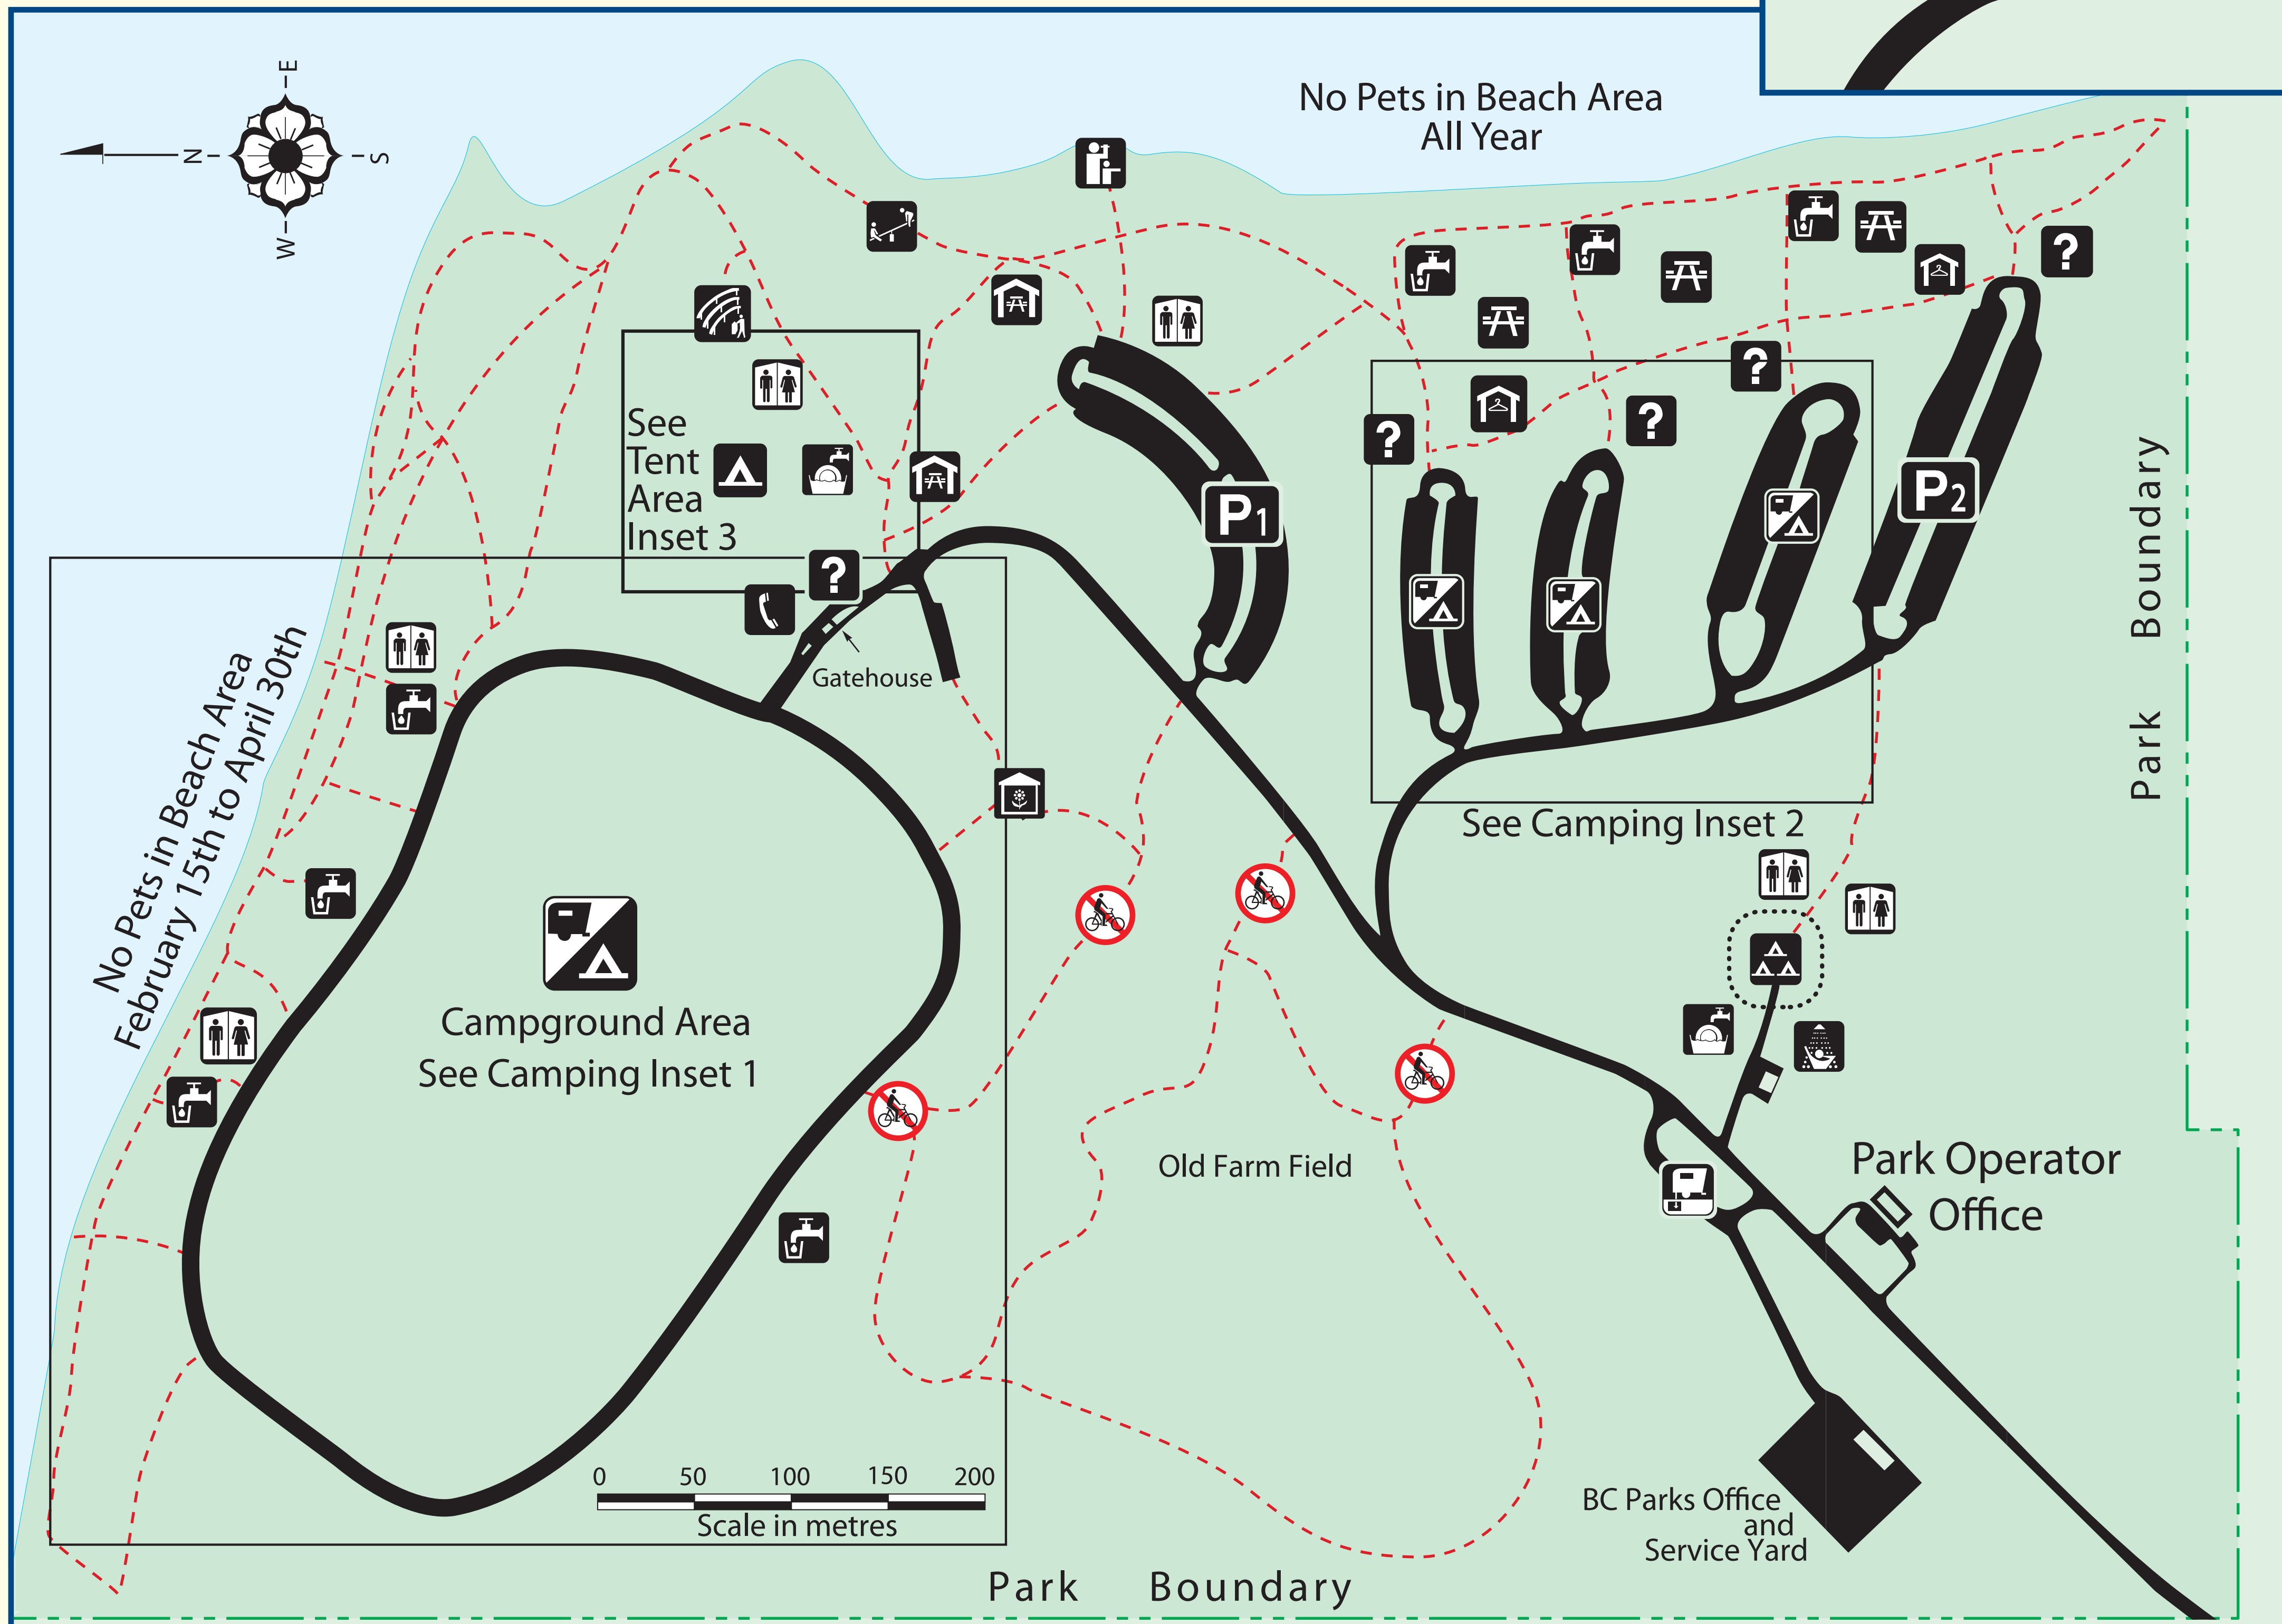 E
N
S
W
No Pets in Beach Area
All Year
?
?
?
?
See
Tent
Area
Inset 3
P1
P2
?
Gatehouse
No Pets in Beach Area
February 15th to April 30th
Park Boundary
See Camping Inset 2
Campground Area
See Camping Inset 1
Old Farm Field
Park Operator
Office
0 50 100 150 200
Scale in metres
BC Parks Office
and
Service Yard
Park Boundary